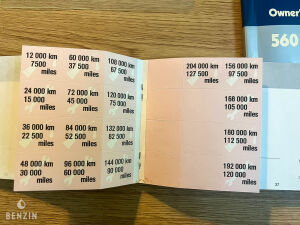 Owner's
560
12 000 km
7500
miles
60 000 km
37 500
miles
108 000 km
67 500
miles
24 000 km
15 000
miles
72 000 km
45 000
miles
120 000 km
75 000
miles
36 000 km
22 500
miles
84 000 km
52 500
miles
132 000 km
82 500
miles
48 000 km
30 000
miles
96 000 km
60 000
miles
144 000 km
90 000
miles
204 000 km
127 500
miles
156 000 km
97 500
miles
168 000 km
105 000
miles
180 000 km
112 500
miles
192 000 km
120 000
miles
37
BENZIN